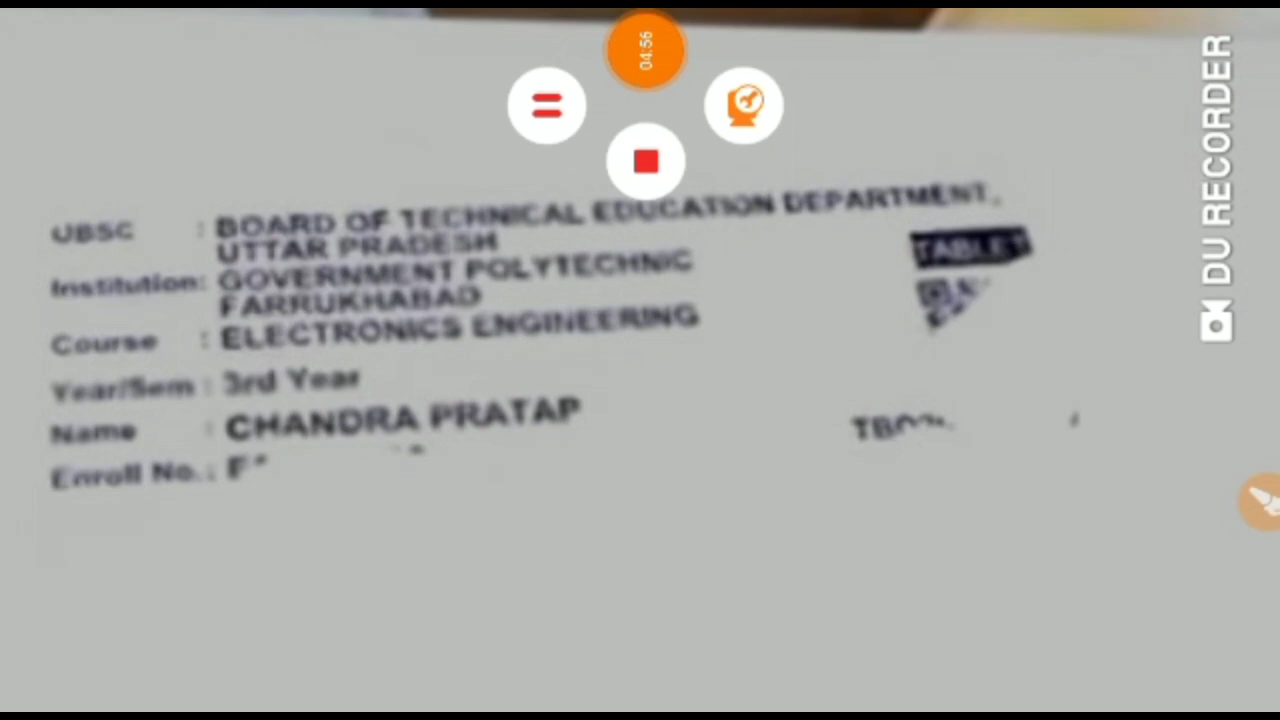 04:56
DU RECORDER
UBSC : BOARD OF TECHNICAL EDUCATION DEPARTMENT,
UTTAR PRADESH
TABLET
Institution: GOVERNMENT POLYTECHNIC
FARRUKHABAD
Course : ELECTRONICS ENGINEERING
Year/Sem : 3rd Year
Name : CHANDRA PRATAP
Enroll No. :